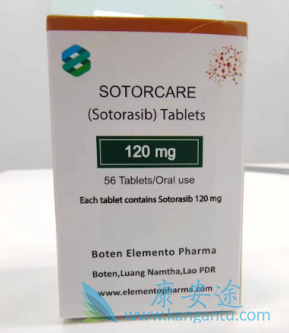 SOTORCARE
(Sotorasib) Tablets
120 mg
56 Tablets/Oral use
Each tablet contains Sotorasib 120 mg
Boten Elemento Pharma
Boten,Luang Namtha,Lao PDR
www.elementopharma.com
康安途
www.kangantu.com